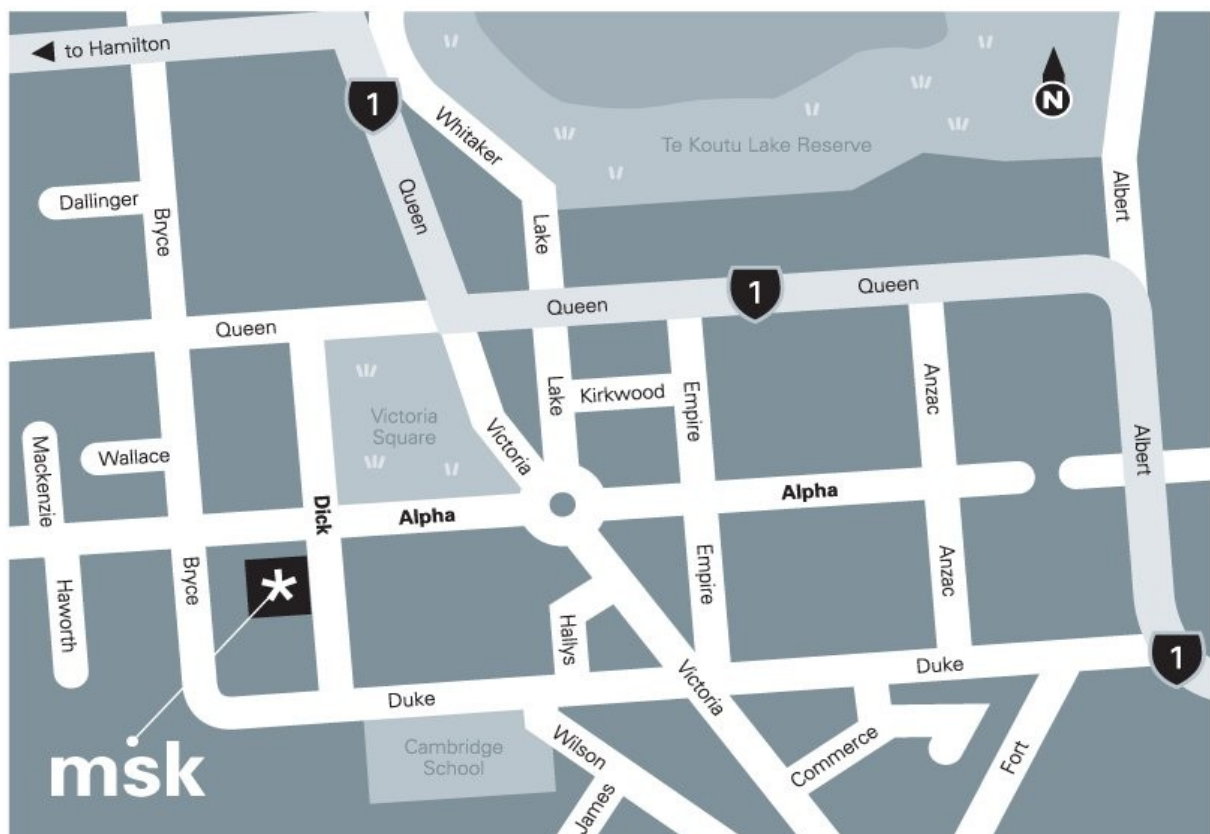 to Hamilton
1
N
Whitaker
Te Koutu Lake Reserve
Dallinger
Bryce
Queen
Lake
Albert
1
Queen
Queen
Queen
Kirkwood
Lake
Empire
Anzac
Victoria
Square
Victoria
Albert
Mackenzie
Wallace
Dick
Alpha
Alpha
Bryce
Haworth
Empire
Anzac
Hallys
Victoria
1
Duke
Duke
Cambridge
School
Wilson
Commerce
Fort
James
msk